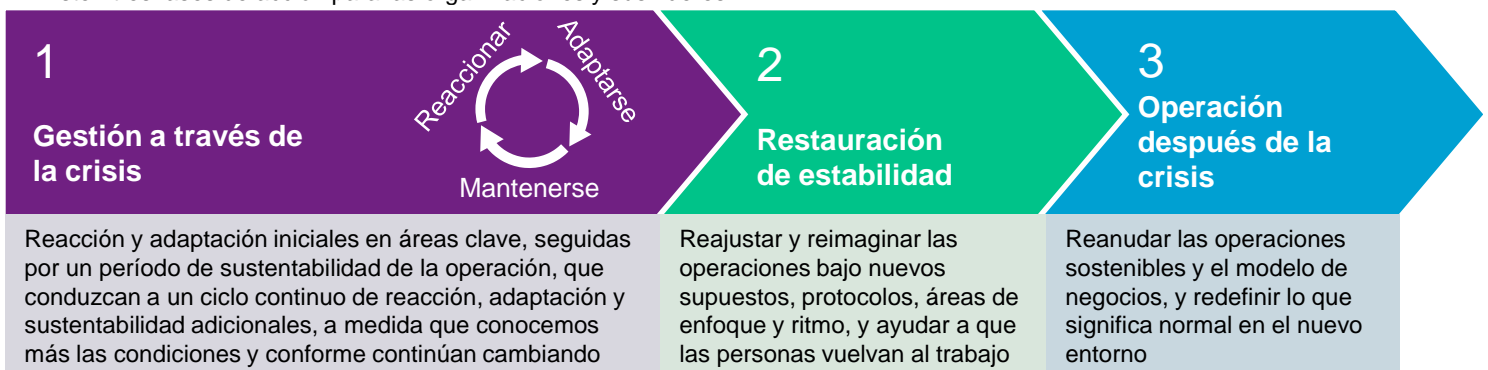 1
Gestión a través de
la crisis
Reaccionar
Adaptarse
Mantenerse
Reacción y adaptación iniciales en áreas clave, seguidas
por un período de sustentabilidad de la operación, que
conduzcan a un ciclo continuo de reacción, adaptación y
sustentabilidad adicionales, a medida que conocemos
más las condiciones y conforme continúan cambiando
2
Restauración
de estabilidad
Reajustar y reimaginar las
operaciones bajo nuevos
supuestos, protocolos, áreas de
enfoque y ritmo, y ayudar a que
las personas vuelvan al trabajo
3
Operación
después de la
crisis
Reanudar las operaciones
sostenibles y el modelo de
negocios, y redefinir lo que
significa normal en el nuevo
entorno